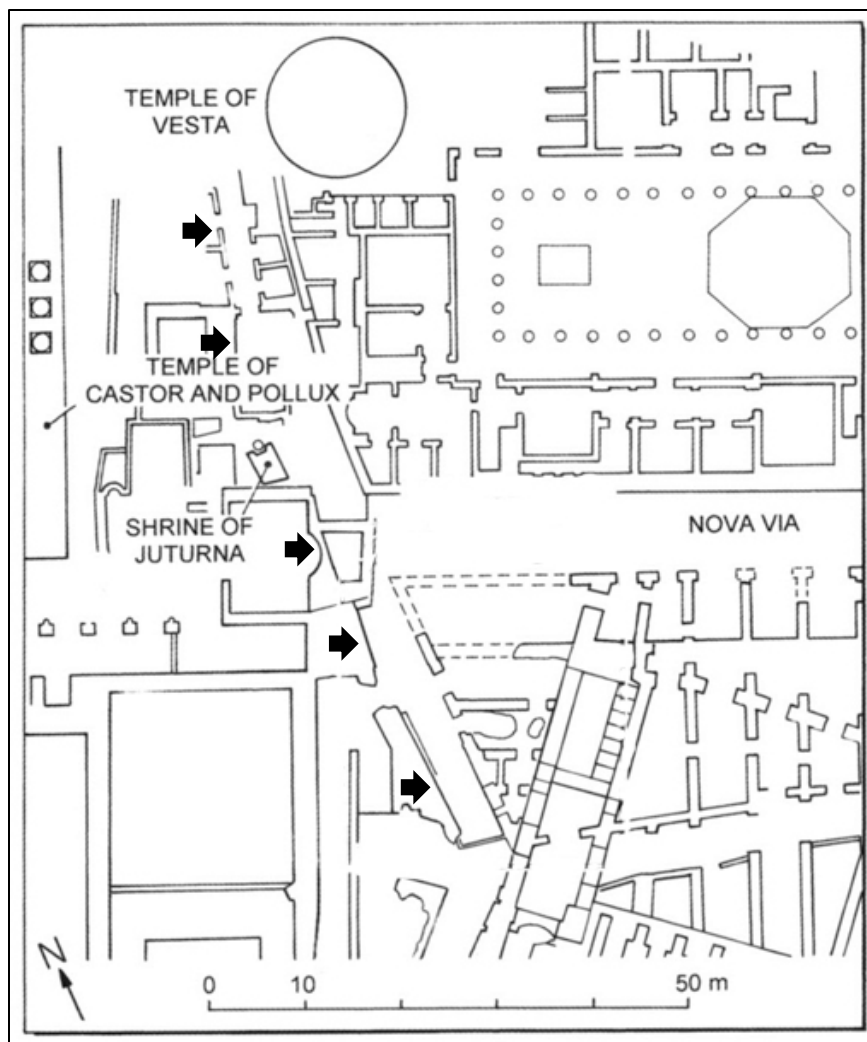 TEMPLE OF
VESTA
TEMPLE OF
CASTOR AND POLLUX
SHRINE OF
JUTURNA
NOVA VIA
N
0 10 50 m